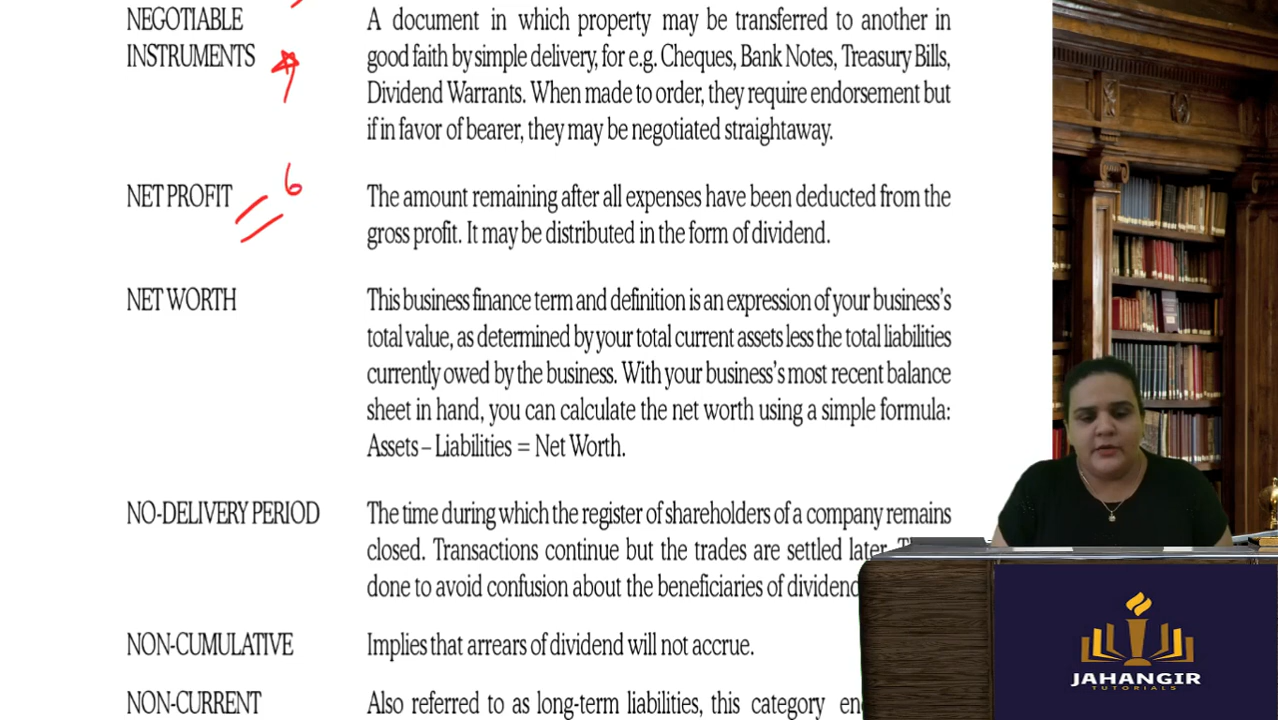 NEGOTIABLE A document in which property may be transferred to another in
INSTRUMENTS good faith by simple delivery, for e.g. Cheques, Bank Notes, Treasury Bills,
Dividend Warrants. When made to order, they require endorsement but
if in favor of bearer, they may be negotiated straightaway.
6
NET PROFIT The amount remaining after all expenses have been deducted from the
gross profit. It may be distributed in the form of dividend.
NET WORTH This business finance term and definition is an expression of your business's
total value, as determined by your total current assets less the total liabilities
currently owed by the business. With your business's most recent balance
sheet in hand, you can calculate the net worth using a simple formula:
Assets – Liabilities = Net Worth.
NO-DELIVERY PERIOD The time during which the register of shareholders of a company remains
closed. Transactions continue but the trades are settled later.
done to avoid confusion about the beneficiaries of dividend
NON-CUMULATIVE Implies that arrears of dividend will not accrue.
NON-CURRENT Also referred to as long-term liabilities, this category
JAHANGIR
TUTORIALS